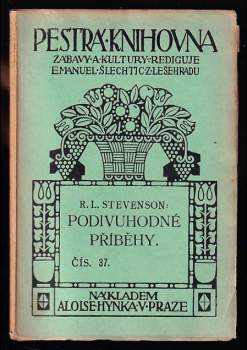 PESTRÁ·KNIHOVNA
ZÁBAVY·A·KULTURY·REDIGUJE
EMANUEL·ŠLECHTIC·Z·LEŠEHRADU
R. L. STEVENSON:
PODIVUHODNÉ
PŘÍBĚHY.
ČÍS. 37.
NÁKLADEM
ALOISE·HYNKA·V·PRAZE